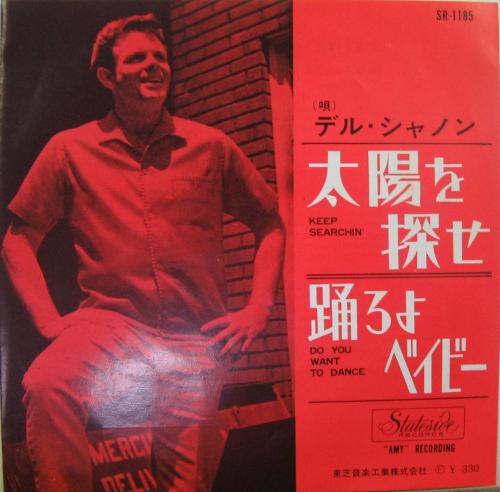 SR-1185
(唄)
デル・シャノン
太陽を
KEEP
SEARCHIN'
探せ
踊ろよ
DO YOU
WANT
TO DANCE
ベイビー
Stateside
RECORDS
"AMY" RECORDING
東芝音楽工業株式会社 Ⓕ ¥ 330
MERCH
DELIV